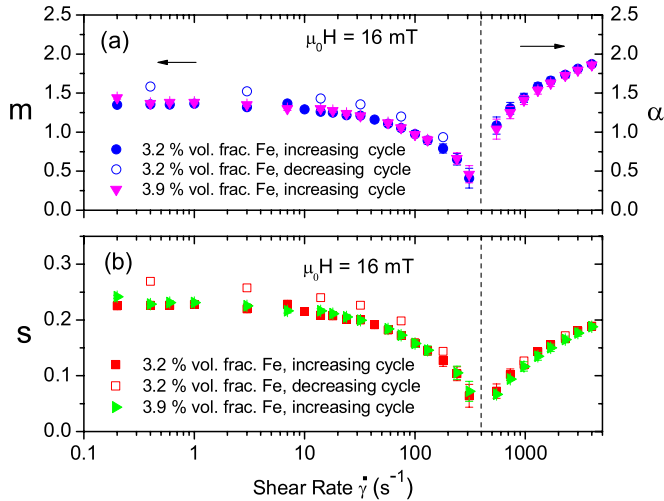 2.5
2.0
1.5
1.0
0.5
0.0
m
(a)
μ₀H = 16 mT
3.2 % vol. frac. Fe, increasing cycle
3.2 % vol. frac. Fe, decreasing cycle
3.9 % vol. frac. Fe, increasing cycle
2.5
2.0
1.5
1.0
0.5
0.0
α
0.3
0.2
0.1
0.0
s
(b)
μ₀H = 16 mT
3.2 % vol. frac. Fe, increasing cycle
3.2 % vol. frac. Fe, decreasing cycle
3.9 % vol. frac. Fe, increasing cycle
0.1 1 10 100 1000
Shear Rate γ̇ (s⁻¹)